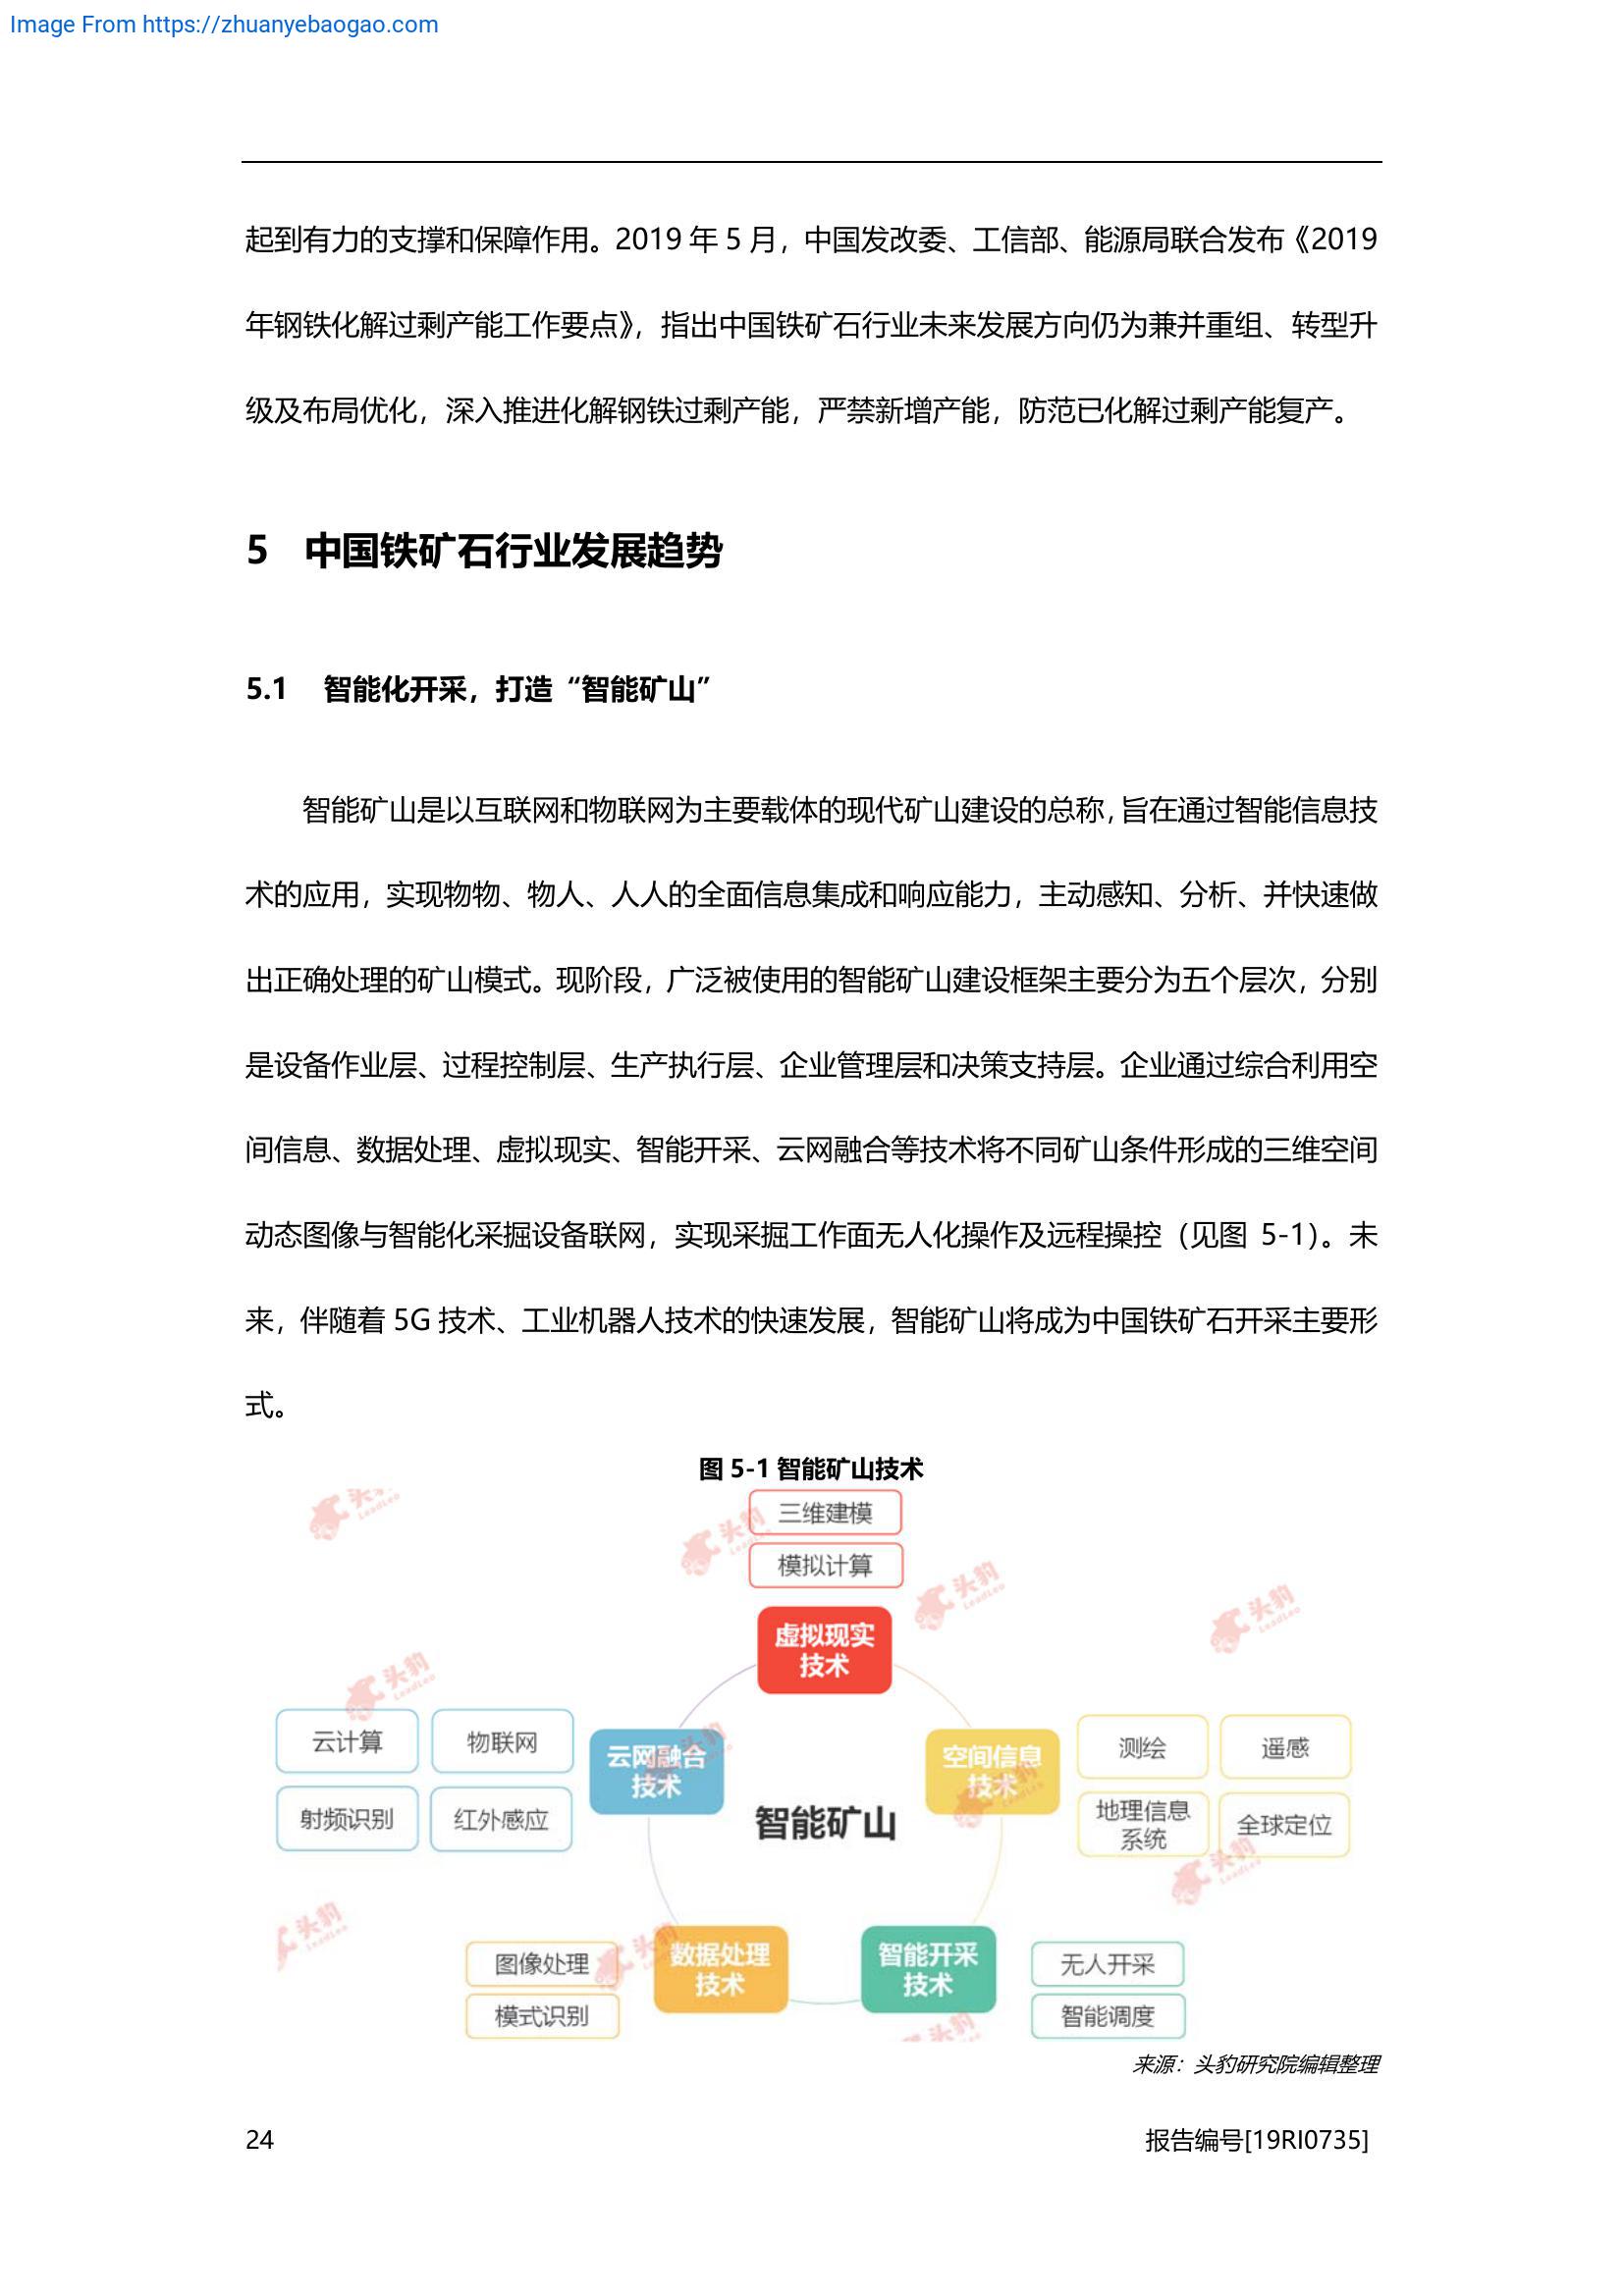 Image From https://zhuanyebaogao.com
起到有力的支撑和保障作用。2019 年 5 月，中国发改委、工信部、能源局联合发布《2019
年钢铁化解过剩产能工作要点》，指出中国铁矿石行业未来发展方向仍为兼并重组、转型升
级及布局优化，深入推进化解钢铁过剩产能，严禁新增产能，防范已化解过剩产能复产。
5 中国铁矿石行业发展趋势
5.1 智能化开采，打造“智能矿山”
智能矿山是以互联网和物联网为主要载体的现代矿山建设的总称，旨在通过智能信息技
术的应用，实现物物、物人、人人的全面信息集成和响应能力，主动感知、分析、并快速做
出正确处理的矿山模式。现阶段，广泛被使用的智能矿山建设框架主要分为五个层次，分别
是设备作业层、过程控制层、生产执行层、企业管理层和决策支持层。企业通过综合利用空
间信息、数据处理、虚拟现实、智能开采、云网融合等技术将不同矿山条件形成的三维空间
动态图像与智能化采掘设备联网，实现采掘工作面无人化操作及远程操控（见图 5-1）。未
来，伴随着 5G 技术、工业机器人技术的快速发展，智能矿山将成为中国铁矿石开采主要形
式。
图 5-1 智能矿山技术
三维建模
模拟计算
虚拟现实
技术
云计算
物联网
射频识别
红外感应
云网融合
技术
智能矿山
空间信息
技术
测绘
遥感
地理信息
系统
全球定位
图像处理
模式识别
数据处理
技术
智能开采
技术
无人开采
智能调度
头豹
LeadLeo
来源：头豹研究院编辑整理
24
报告编号[19RI0735]